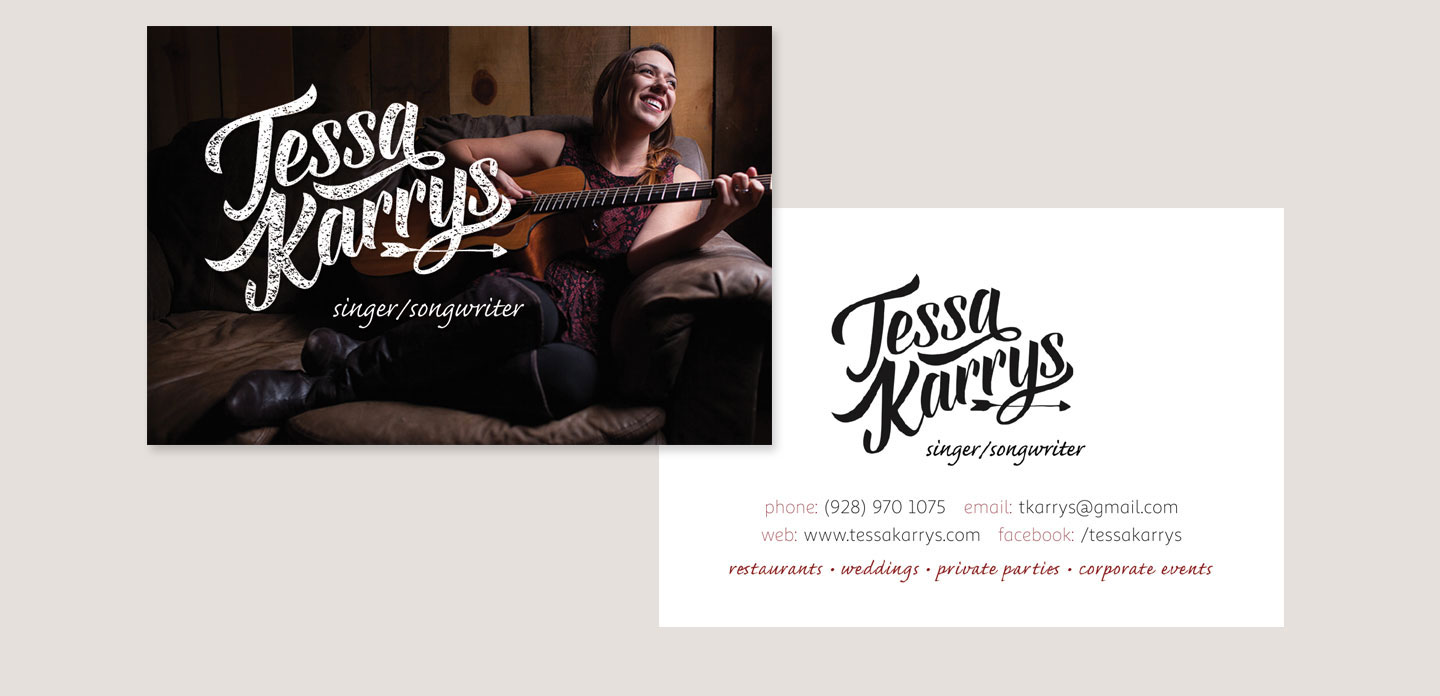 Tessa
Karrys
singer/songwriter
Tessa
Karrys
singer/songwriter
phone: (928) 970 1075 email: tkarrys@gmail.com
web: www.tessakarrys.com facebook: /tessakarrys
restaurants • weddings • private parties • corporate events